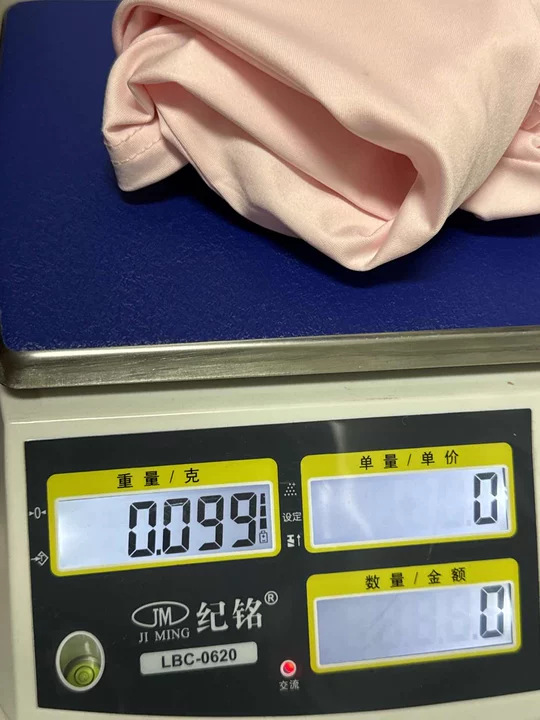 重量/克
单量/单价
0.099
0
设定
→0←
数量/金额
0
JM
JI MING
纪铭®
LBC-0620
交流